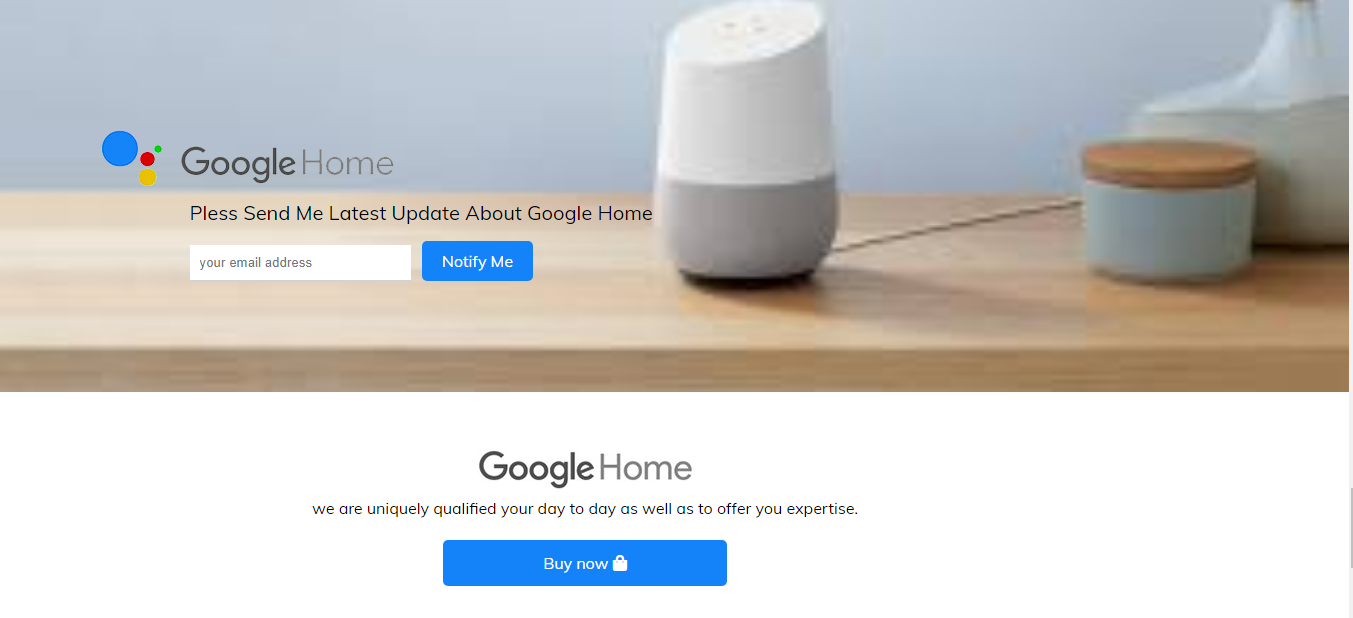 Google Home
Pless Send Me Latest Update About Google Home
your email address
Notify Me
Google Home
we are uniquely qualified your day to day as well as to offer you expertise.
Buy now